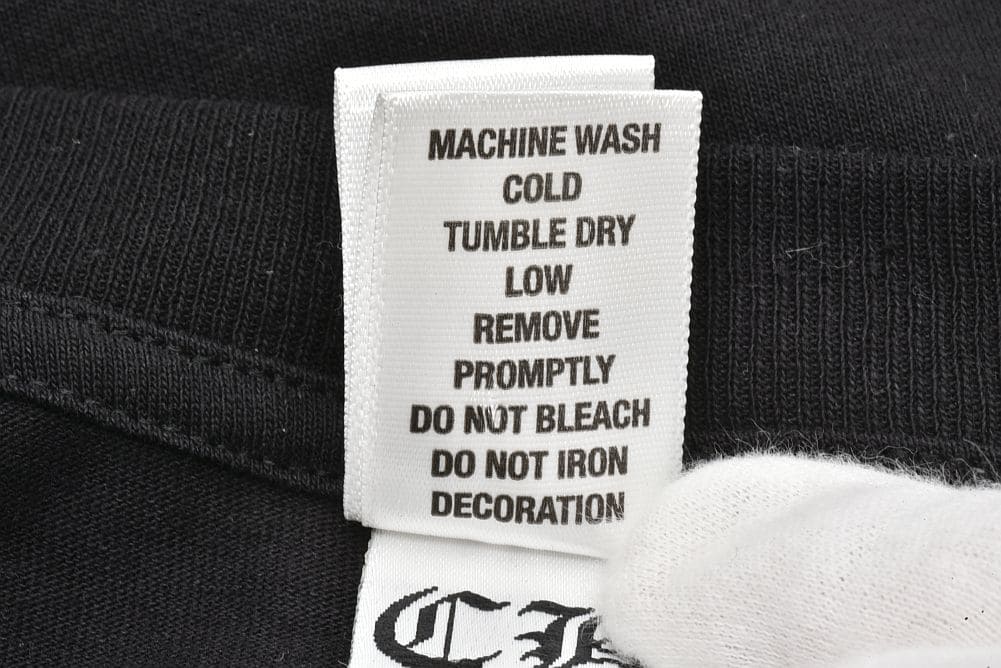 MACHINE WASH
COLD
TUMBLE DRY
LOW
REMOVE
PROMPTLY
DO NOT BLEACH
DO NOT IRON
DECORATION